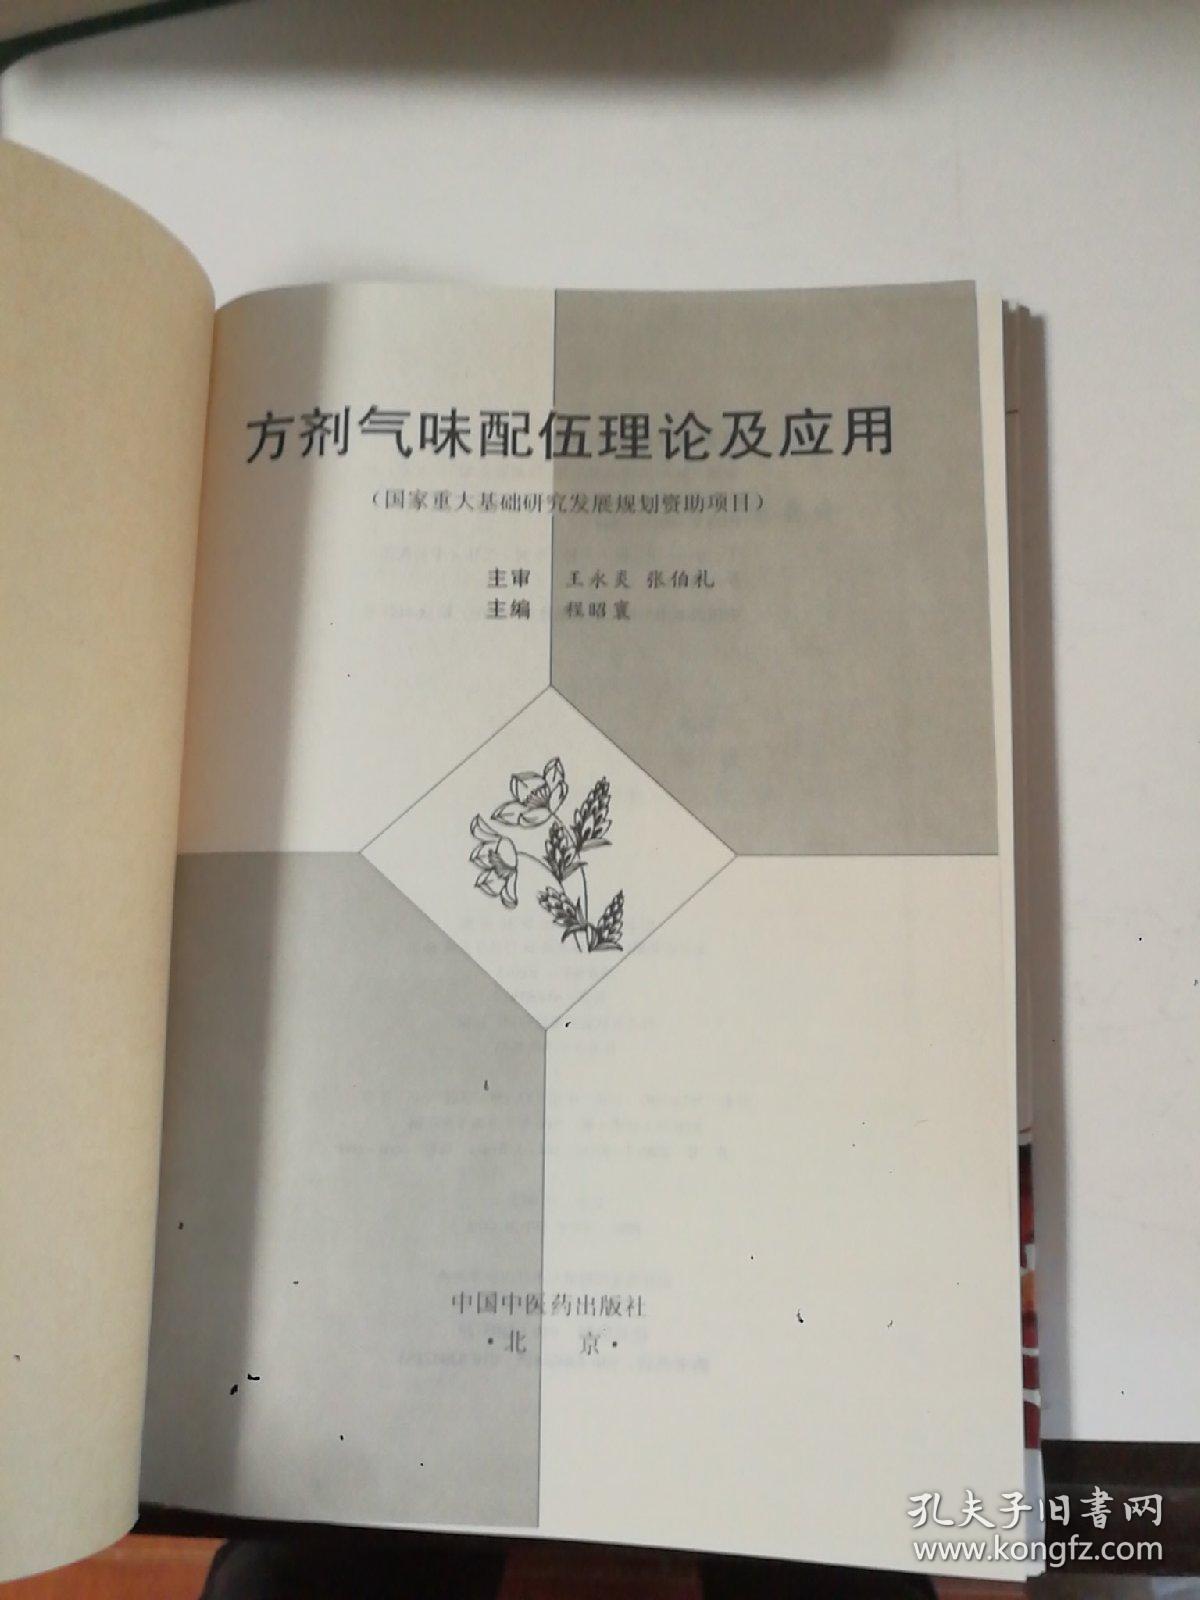 方剂气味配伍理论及应用
（国家重大基础研究发展规划资助项目）
主审 王永炎 张伯礼
主编 程昭寰
中国中医药出版社
·北 京·
孔夫子旧書网
www.kongfz.com